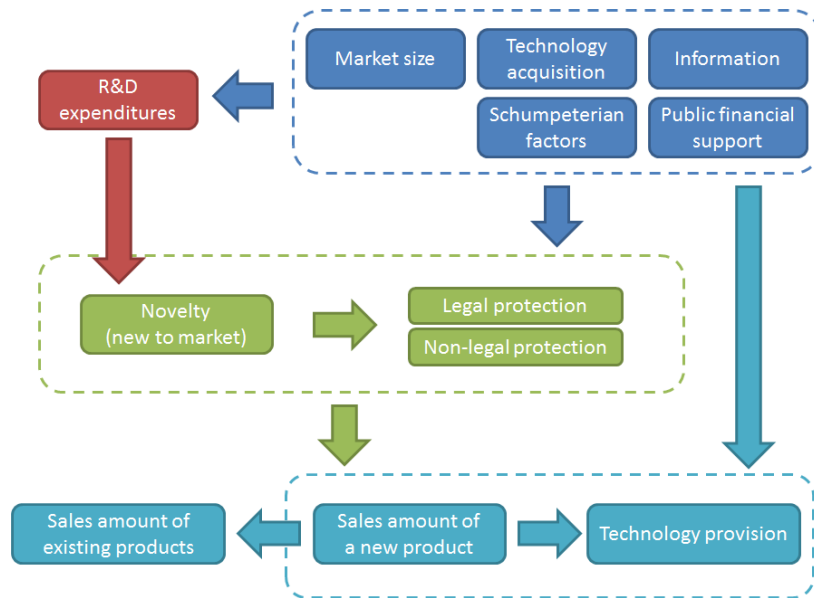 Market size
Technology
acquisition
Information
R&D
expenditures
Schumpeterian
factors
Public financial
support
Novelty
(new to market)
Legal protection
Non-legal protection
Sales amount of
existing products
Sales amount of
a new product
Technology provision